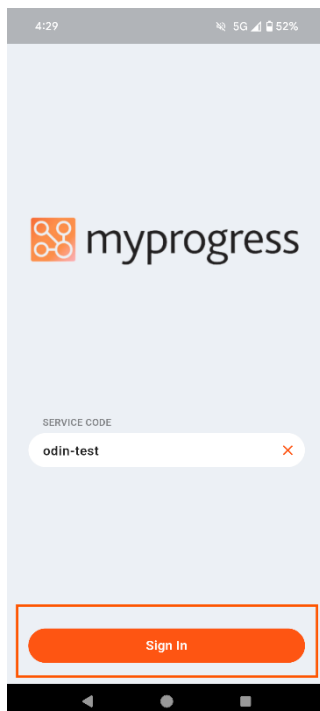 4:29 5G 52%
myprogress
SERVICE CODE
odin-test
Sign In